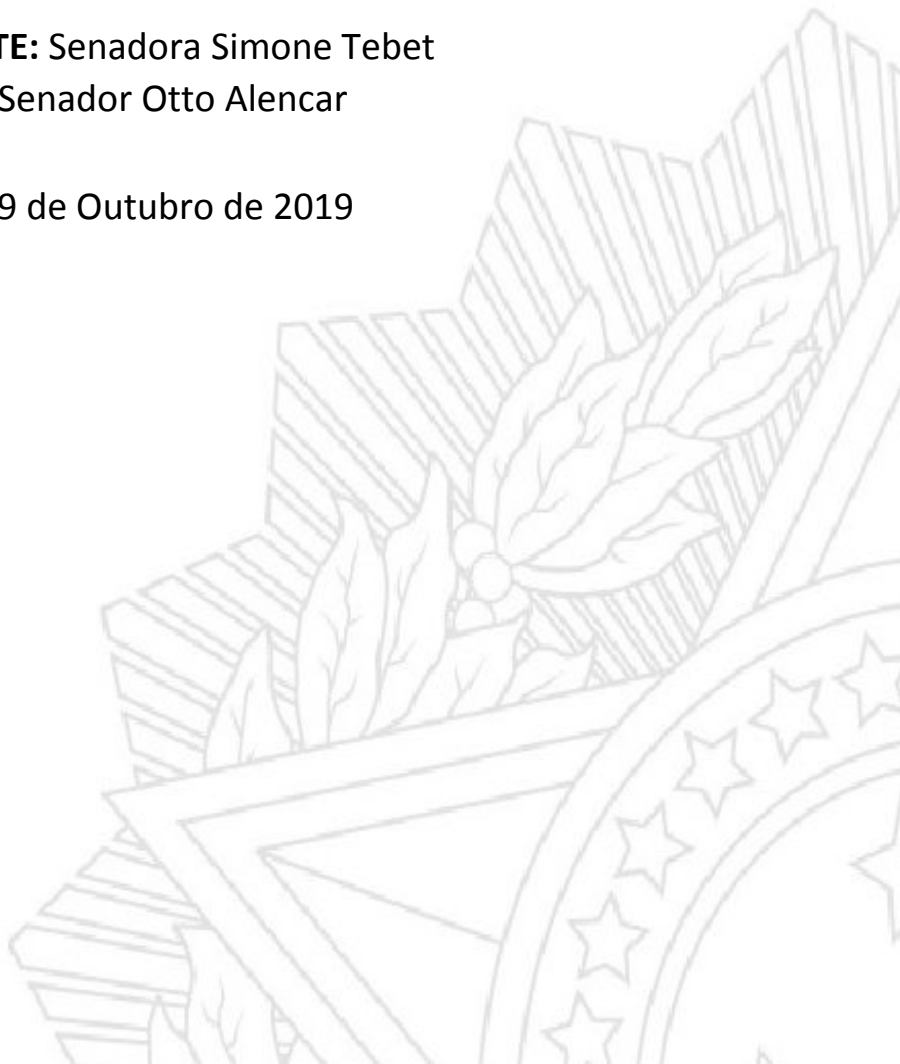 TE: Senadora Simone Tebet
Senador Otto Alencar
9 de Outubro de 2019